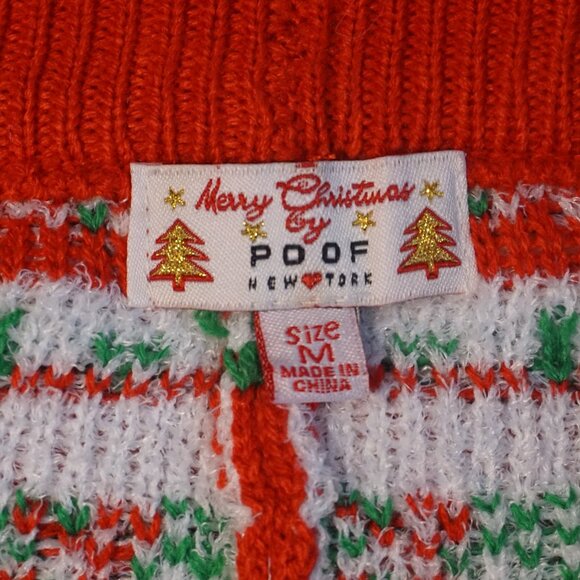 Merry Christmas
by
POOF
NEW❤YORK
Size
M
MADE IN
CHINA